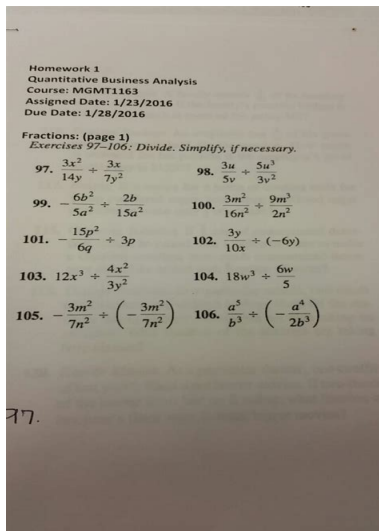 Homework 1
Quantitative Business Analysis
Course: MGMT1163
Assigned Date: 1/23/2016
Due Date: 1/28/2016
Fractions: (page 1)
Exercises 97–106: Divide. Simplify, if necessary.
97. 3x²/14y ÷ 3x/7y²
98. 3u/5v ÷ 5u³/3v²
99. − 6b²/5a² ÷ 2b/15a²
100. 3m²/16n² ÷ 9m³/2n²
101. − 15p²/6q ÷ 3p
102. 3y/10x ÷ (−6y)
103. 12x³ ÷ 4x²/3y²
104. 18w³ ÷ 6w/5
105. − 3m²/7n² ÷ (− 3m²/7n²)
106. a⁵/b³ ÷ (− a⁴/2b³)
97.